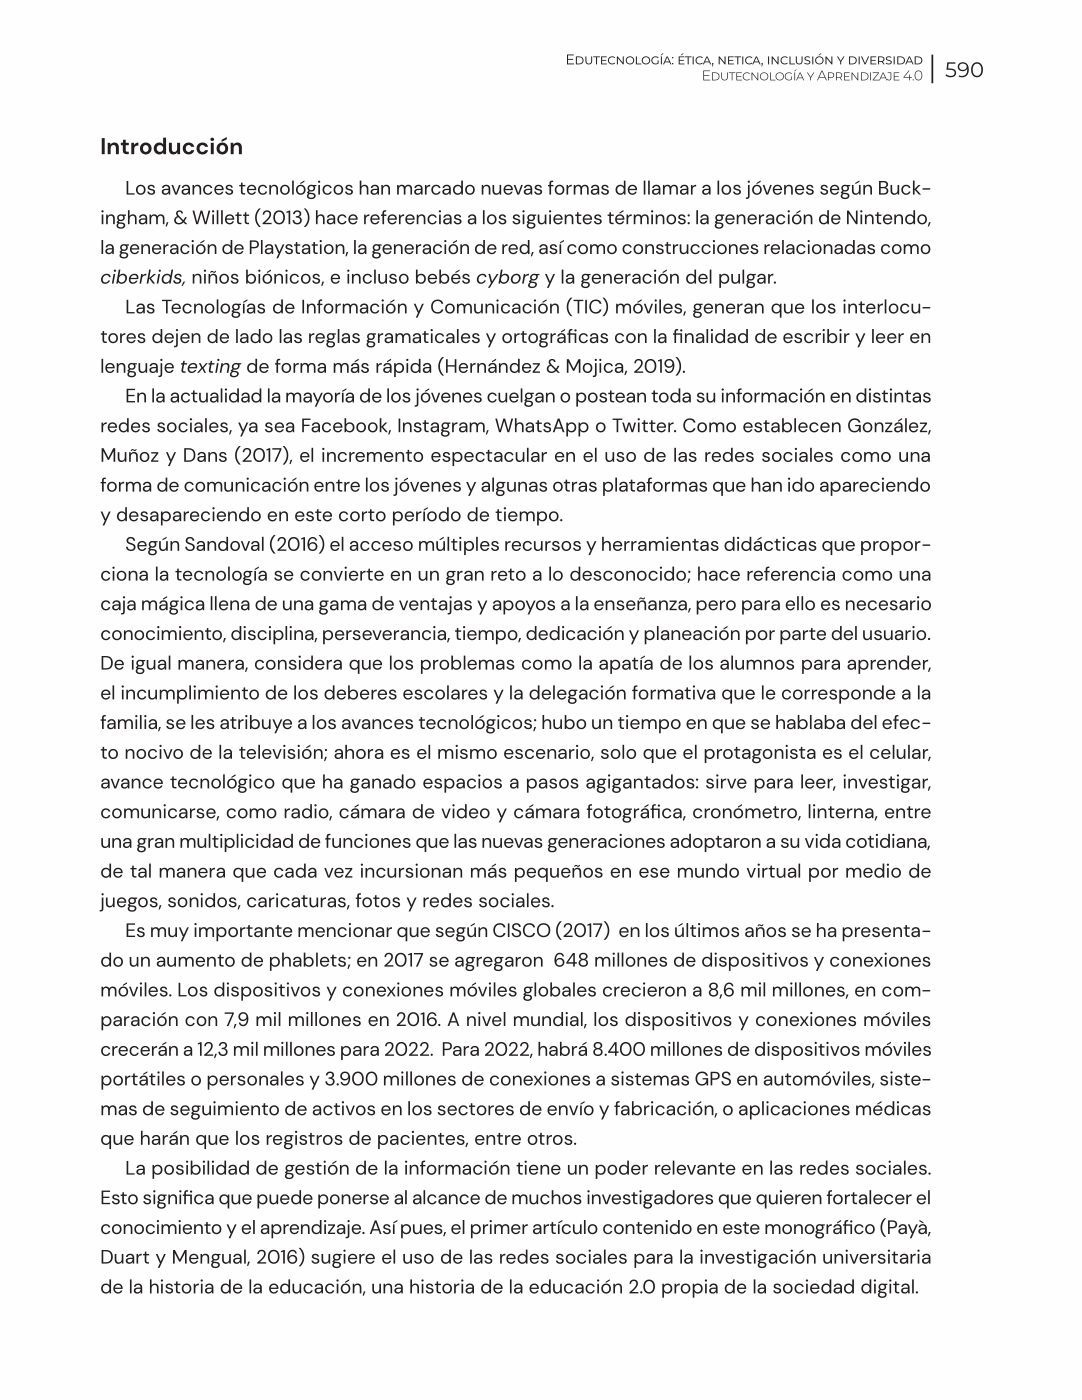 Edutecnología: ética, netica, inclusión y diversidad
Edutecnología y Aprendizaje 4.0
590
Introducción
Los avances tecnológicos han marcado nuevas formas de llamar a los jóvenes según Buck-
ingham, & Willett (2013) hace referencias a los siguientes términos: la generación de Nintendo,
la generación de Playstation, la generación de red, así como construcciones relacionadas como
ciberkids, niños biónicos, e incluso bebés cyborg y la generación del pulgar.
Las Tecnologías de Información y Comunicación (TIC) móviles, generan que los interlocu-
tores dejen de lado las reglas gramaticales y ortográficas con la finalidad de escribir y leer en
lenguaje texting de forma más rápida (Hernández & Mojica, 2019).
En la actualidad la mayoría de los jóvenes cuelgan o postean toda su información en distintas
redes sociales, ya sea Facebook, Instagram, WhatsApp o Twitter. Como establecen González,
Muñoz y Dans (2017), el incremento espectacular en el uso de las redes sociales como una
forma de comunicación entre los jóvenes y algunas otras plataformas que han ido apareciendo
y desapareciendo en este corto período de tiempo.
Según Sandoval (2016) el acceso múltiples recursos y herramientas didácticas que propor-
ciona la tecnología se convierte en un gran reto a lo desconocido; hace referencia como una
caja mágica llena de una gama de ventajas y apoyos a la enseñanza, pero para ello es necesario
conocimiento, disciplina, perseverancia, tiempo, dedicación y planeación por parte del usuario.
De igual manera, considera que los problemas como la apatía de los alumnos para aprender,
el incumplimiento de los deberes escolares y la delegación formativa que le corresponde a la
familia, se les atribuye a los avances tecnológicos; hubo un tiempo en que se hablaba del efec-
to nocivo de la televisión; ahora es el mismo escenario, solo que el protagonista es el celular,
avance tecnológico que ha ganado espacios a pasos agigantados: sirve para leer, investigar,
comunicarse, como radio, cámara de video y cámara fotográfica, cronómetro, linterna, entre
una gran multiplicidad de funciones que las nuevas generaciones adoptaron a su vida cotidiana,
de tal manera que cada vez incursionan más pequeños en ese mundo virtual por medio de
juegos, sonidos, caricaturas, fotos y redes sociales.
Es muy importante mencionar que según CISCO (2017) en los últimos años se ha presenta-
do un aumento de phablets; en 2017 se agregaron 648 millones de dispositivos y conexiones
móviles. Los dispositivos y conexiones móviles globales crecieron a 8,6 mil millones, en com-
paración con 7,9 mil millones en 2016. A nivel mundial, los dispositivos y conexiones móviles
crecerán a 12,3 mil millones para 2022. Para 2022, habrá 8.400 millones de dispositivos móviles
portátiles o personales y 3.900 millones de conexiones a sistemas GPS en automóviles, siste-
mas de seguimiento de activos en los sectores de envío y fabricación, o aplicaciones médicas
que harán que los registros de pacientes, entre otros.
La posibilidad de gestión de la información tiene un poder relevante en las redes sociales.
Esto significa que puede ponerse al alcance de muchos investigadores que quieren fortalecer el
conocimiento y el aprendizaje. Así pues, el primer artículo contenido en este monográfico (Payà,
Duart y Mengual, 2016) sugiere el uso de las redes sociales para la investigación universitaria
de la historia de la educación, una historia de la educación 2.0 propia de la sociedad digital.